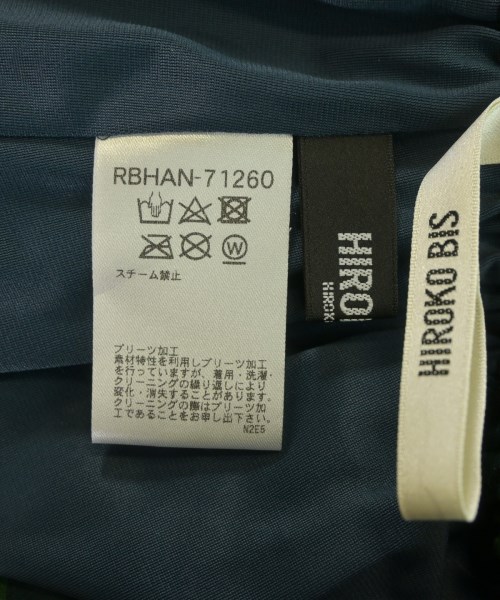 RBHAN-71260
W
スチーム禁止
プリーツ加工
素材特性を利用しプリーツ加工
を行っていますが、着用・洗濯・
クリーニングの繰り返しにより
変化・消失することがあります。
クリーニングの際はプリーツ加
工であることをお申し出下さい。
N2E5
HIRO
HIROK
HIROKO BIS